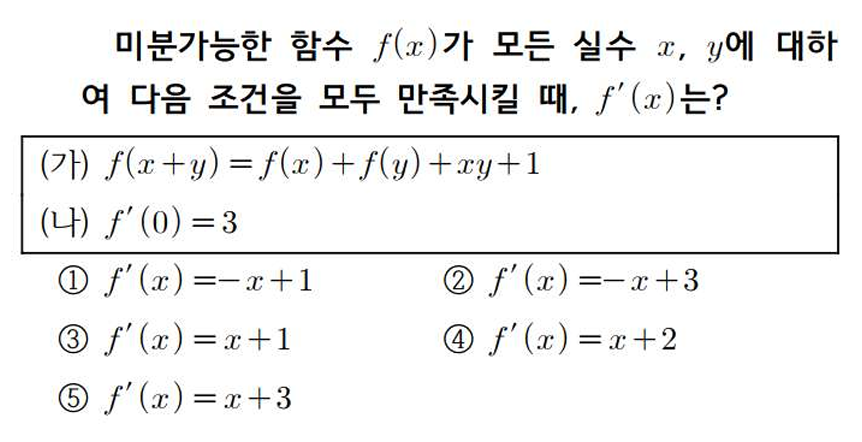 미분가능한 함수 f(x)가 모든 실수 x, y에 대하
여 다음 조건을 모두 만족시킬 때, f′(x)는?
(가) f(x+y)=f(x)+f(y)+xy+1
(나) f′(0)=3
① f′(x)=-x+1 ② f′(x)=-x+3
③ f′(x)=x+1 ④ f′(x)=x+2
⑤ f′(x)=x+3